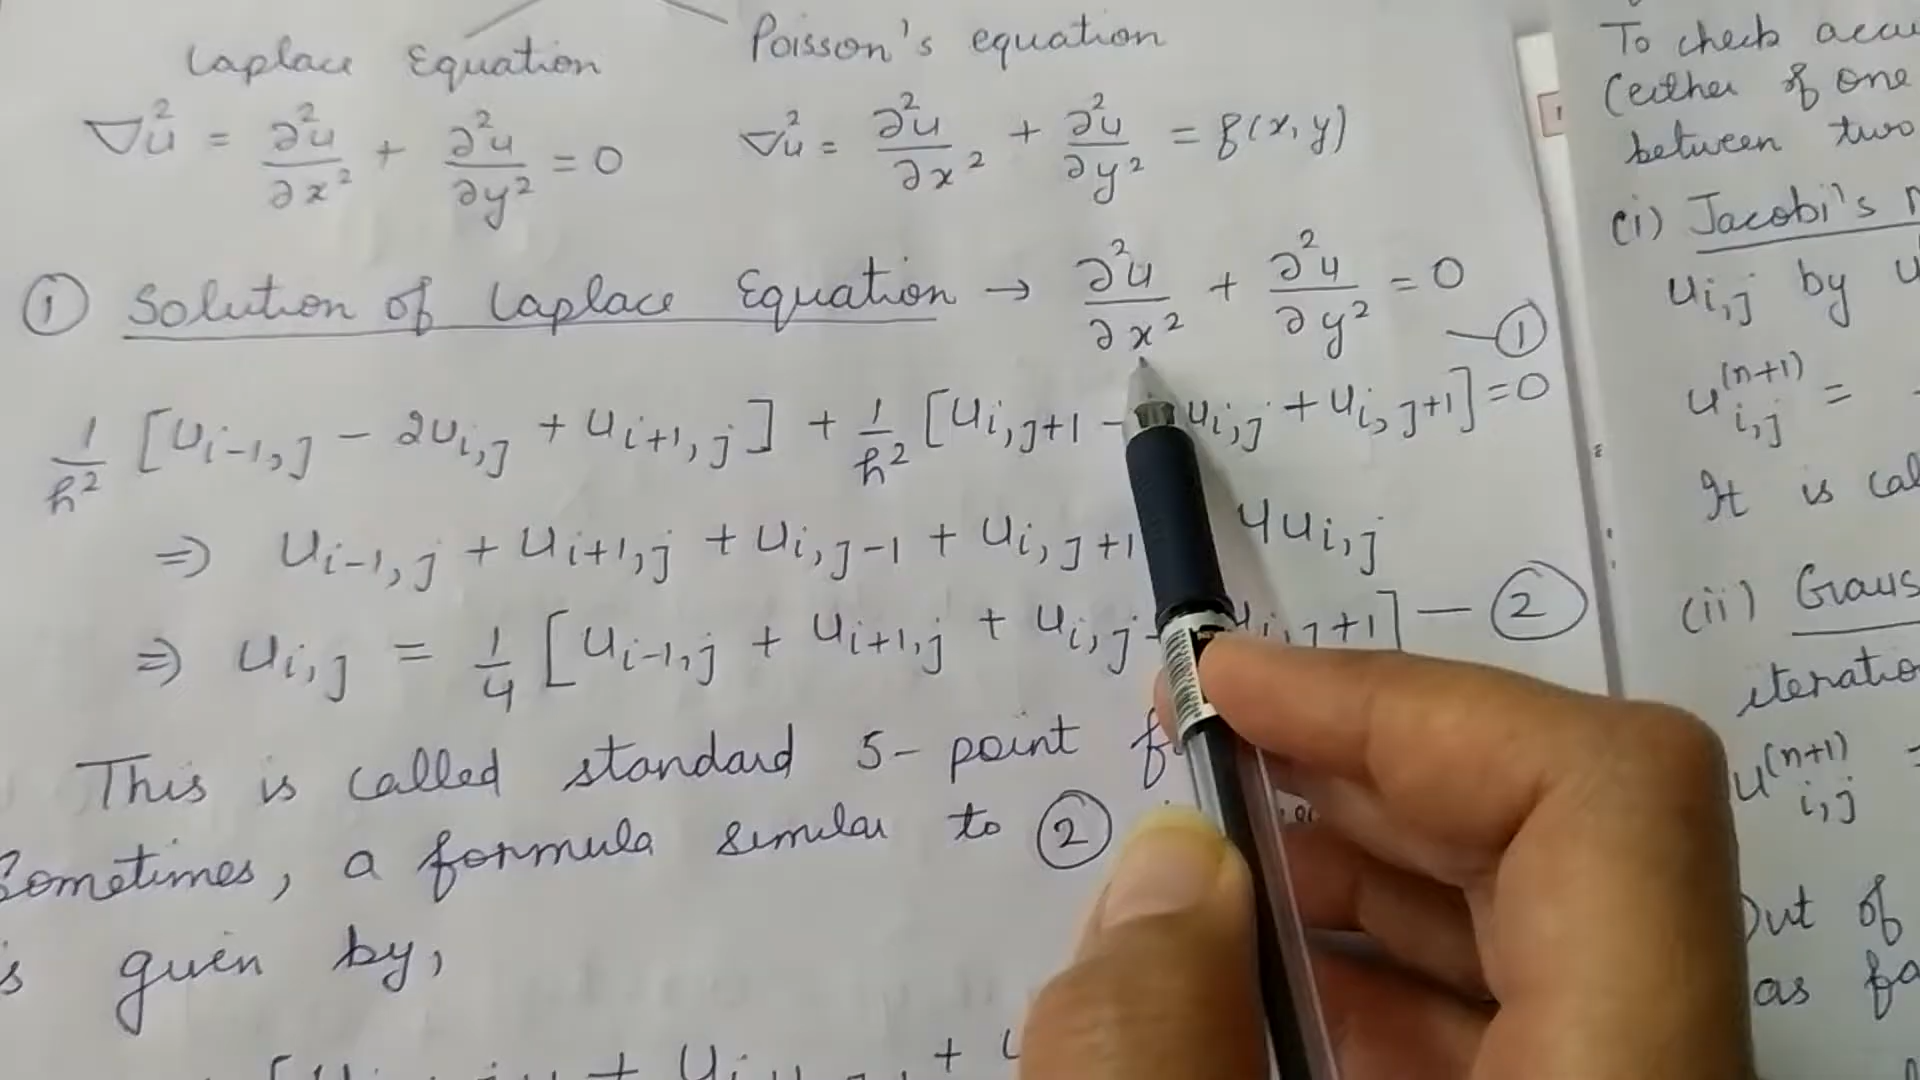 Laplace Equation
Poisson's equation
∇²u = ∂²u/∂x² + ∂²u/∂y² = 0
∇²u = ∂²u/∂x² + ∂²u/∂y² = f(x,y)
① Solution of Laplace Equation → ∂²u/∂x² + ∂²u/∂y² = 0 — ①
1/h² [u_{i-1,j} - 2u_{i,j} + u_{i+1,j}] + 1/h² [u_{i,j+1} - u_{i,j} + u_{i,j+1}] = 0
⇒ u_{i-1,j} + u_{i+1,j} + u_{i,j-1} + u_{i,j+1} 4u_{i,j}
⇒ u_{i,j} = 1/4 [u_{i-1,j} + u_{i+1,j} + u_{i,j-} u_{i,j+1}] — ②
This is called standard 5-point
Sometimes, a formula similar to ②
is given by,
To check
(either of one
between two
(i) Jacobi's
u_{i,j} by u
u^{(n+1)}_{i,j} =
It is
(ii)
u^{(n+1)}_{i,j} =
Out of
as